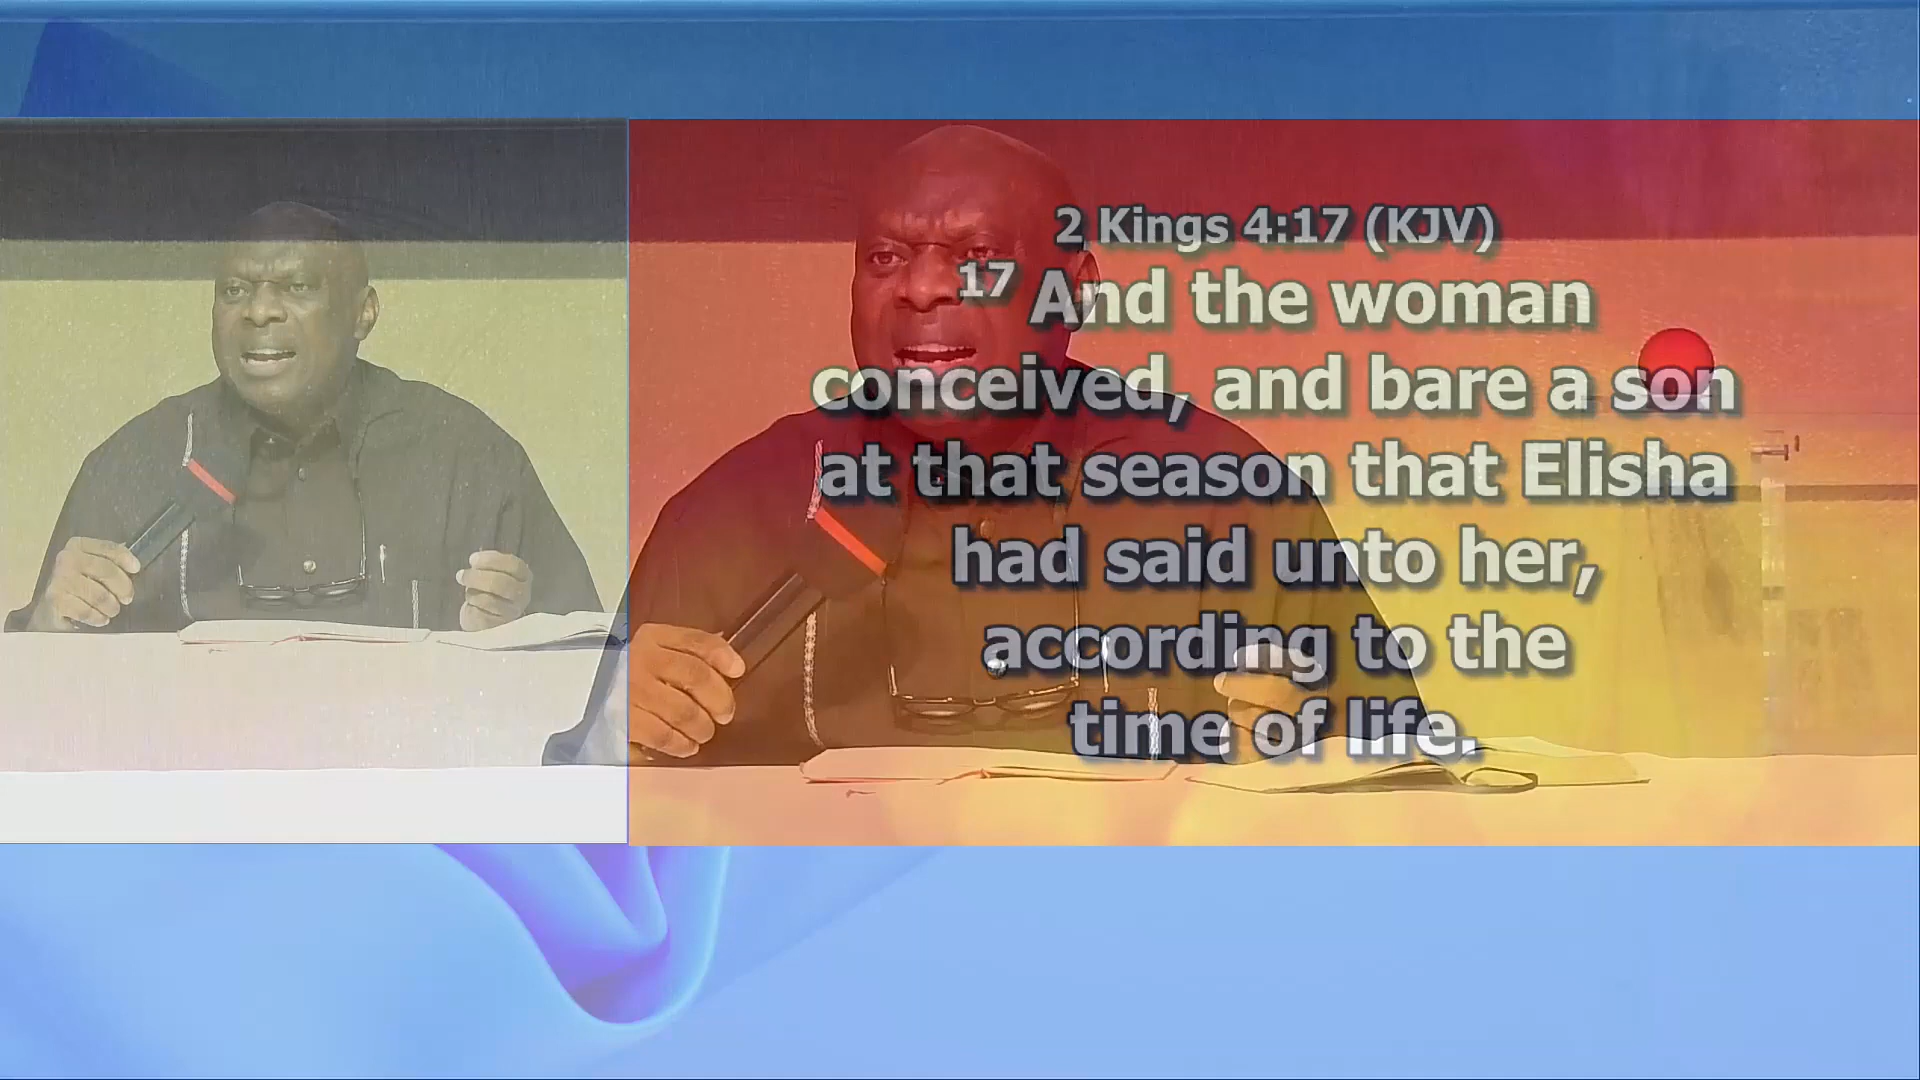 2 Kings 4:17 (KJV)
17 And the woman
conceived, and bare a son
at that season that Elisha
had said unto her,
according to the
time of life.